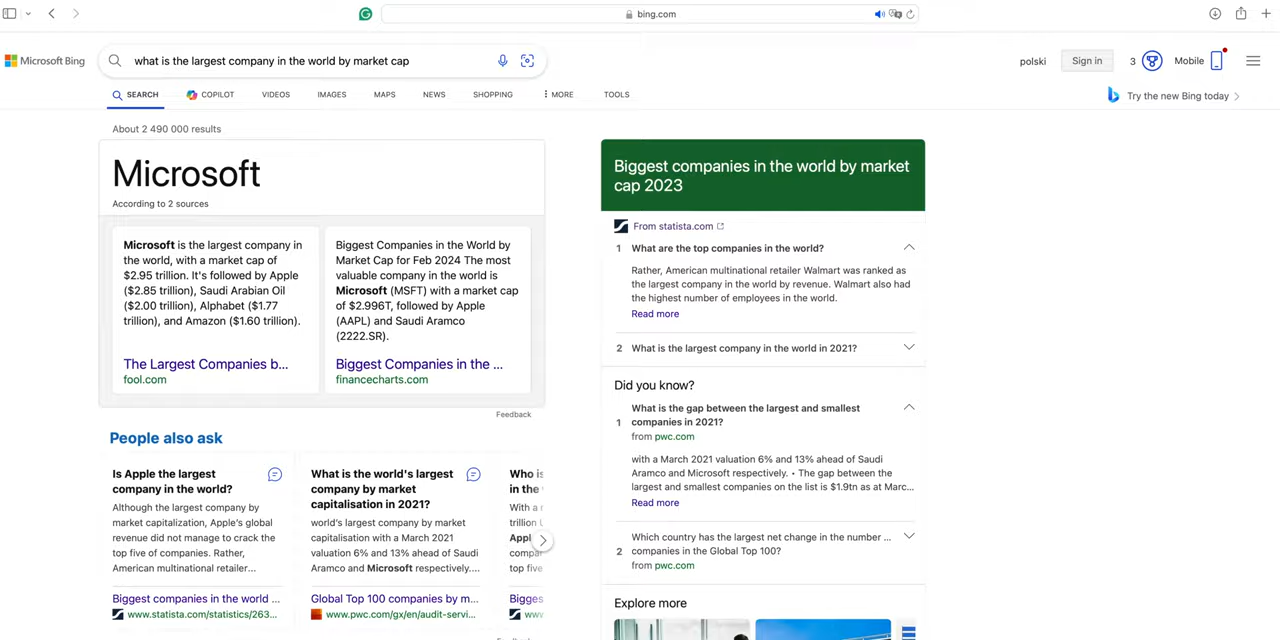 bing.com
Microsoft Bing
what is the largest company in the world by market cap
polski
Sign in
3
Mobile
SEARCH
COPILOT
VIDEOS
IMAGES
MAPS
NEWS
SHOPPING
MORE
TOOLS
Try the new Bing today
About 2 490 000 results
Microsoft
According to 2 sources
Microsoft is the largest company in
the world, with a market cap of
$2.95 trillion. It's followed by Apple
($2.85 trillion), Saudi Arabian Oil
($2.00 trillion), Alphabet ($1.77
trillion), and Amazon ($1.60 trillion).
The Largest Companies b...
fool.com
Biggest Companies in the World by
Market Cap for Feb 2024 The most
valuable company in the world is
Microsoft (MSFT) with a market cap
of $2.996T, followed by Apple
(AAPL) and Saudi Aramco
(2222.SR).
Biggest Companies in the ...
financecharts.com
Feedback
People also ask
Is Apple the largest
company in the world?
Although the largest company by
market capitalization, Apple's global
revenue did not manage to crack the
top five of companies. Rather,
American multinational retailer...
Biggest companies in the world ...
www.statista.com/statistics/263...
What is the world's largest
company by market
capitalisation in 2021?
world's largest company by market
capitalisation with a March 2021
valuation 6% and 13% ahead of Saudi
Aramco and Microsoft respectively....
Global Top 100 companies by m...
www.pwc.com/gx/en/audit-servi...
Who is
in the
With a
trillion
top five
Biggest companies in the world by market
cap 2023
From statista.com
1 What are the top companies in the world?
Rather, American multinational retailer Walmart was ranked as
the largest company in the world by revenue. Walmart also had
the highest number of employees in the world.
Read more
2 What is the largest company in the world in 2021?
Did you know?
What is the gap between the largest and smallest
1 companies in 2021?
from pwc.com
with a March 2021 valuation 6% and 13% ahead of Saudi
Aramco and Microsoft respectively. • The gap between the
largest and smallest companies on the list is $1.9tn as at Marc...
Read more
Which country has the largest net change in the number ...
2 companies in the Global Top 100?
from pwc.com
Explore more